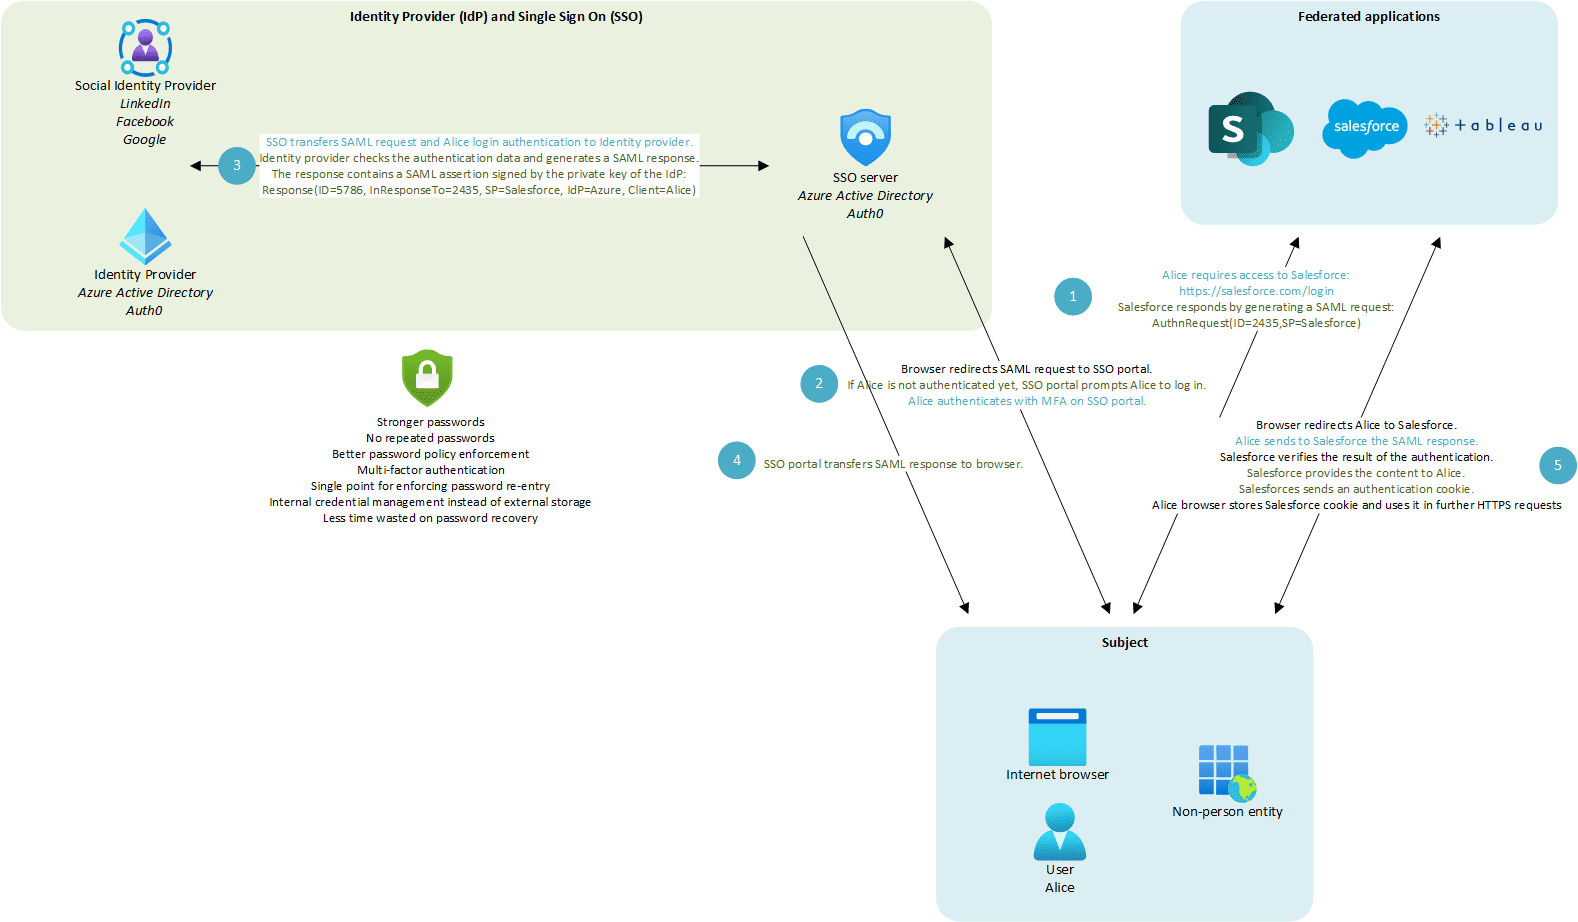 Identity Provider (IdP) and Single Sign On (SSO)
Social Identity Provider
LinkedIn
Facebook
Google
3
SSO transfers SAML request and Alice login authentication to Identity provider.
Identity provider checks the authentication data and generates a SAML response.
The response contains a SAML assertion signed by the private key of the IdP:
Response(ID=5786, InResponseTo=2435, SP=Salesforce, IdP=Azure, Client=Alice)
SSO server
Azure Active Directory
Auth0
Identity Provider
Azure Active Directory
Auth0
Federated applications
S
salesforce
+ableau
1
Alice requires access to Salesforce:
https://salesforce.com/login
Salesforce responds by generating a SAML request:
AuthnRequest(ID=2435,SP=Salesforce)
2
Browser redirects SAML request to SSO portal.
If Alice is not authenticated yet, SSO portal prompts Alice to log in.
Alice authenticates with MFA on SSO portal.
Stronger passwords
No repeated passwords
Better password policy enforcement
Multi-factor authentication
Single point for enforcing password re-entry
Internal credential management instead of external storage
Less time wasted on password recovery
4
SSO portal transfers SAML response to browser.
Browser redirects Alice to Salesforce.
Alice sends to Salesforce the SAML response.
Salesforce verifies the result of the authentication.
Salesforce provides the content to Alice.
Salesforces sends an authentication cookie.
Alice browser stores Salesforce cookie and uses it in further HTTPS requests
5
Subject
Internet browser
Non-person entity
User
Alice